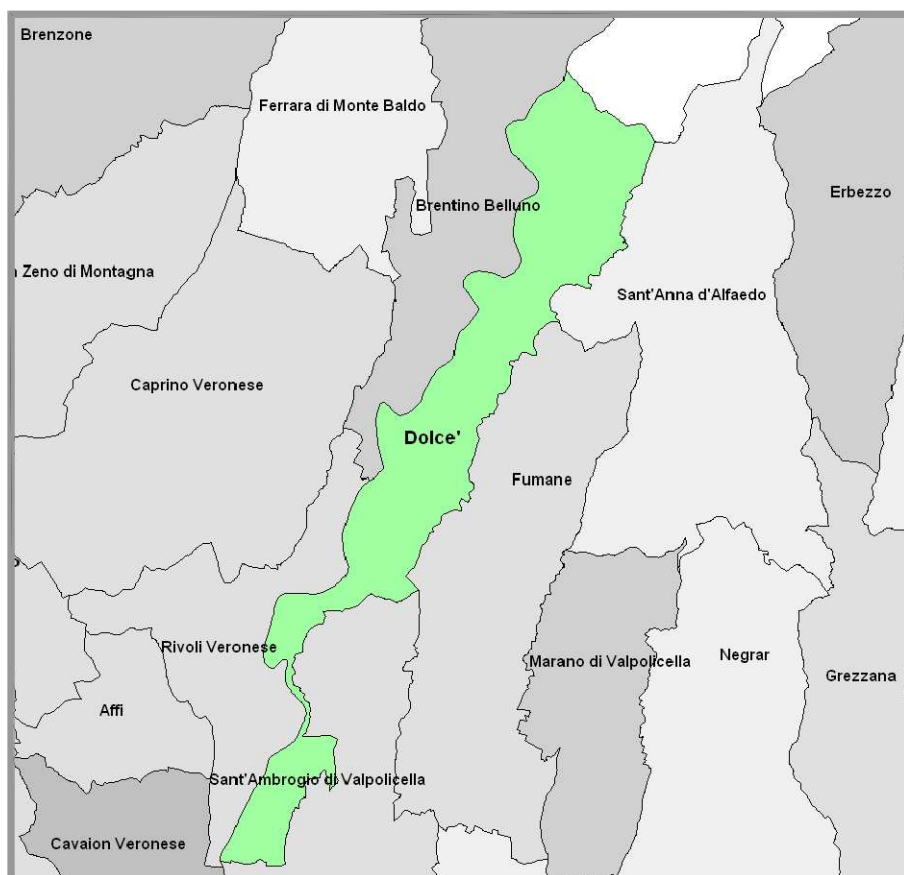 Brenzone
Ferrara di Monte Baldo
Erbezzo
Brentino Belluno
Zeno di Montagna
Sant'Anna d'Alfaedo
Caprino Veronese
Dolce'
Fumane
Rivoli Veronese
Marano di Valpolicella
Negrar
Grezzana
Affi
Sant'Ambrogio di Valpolicella
Cavaion Veronese